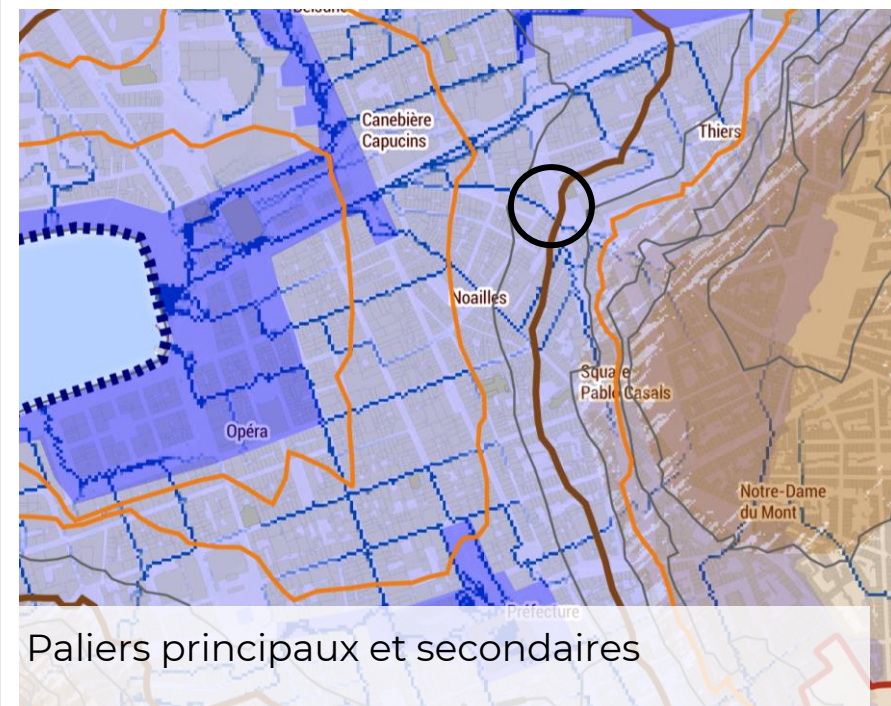 Canebière
Capucins
Thiers
Noailles
Square
Pablo Casals
Opéra
Notre-Dame
du Mont
Préfecture
Paliers principaux et secondaires